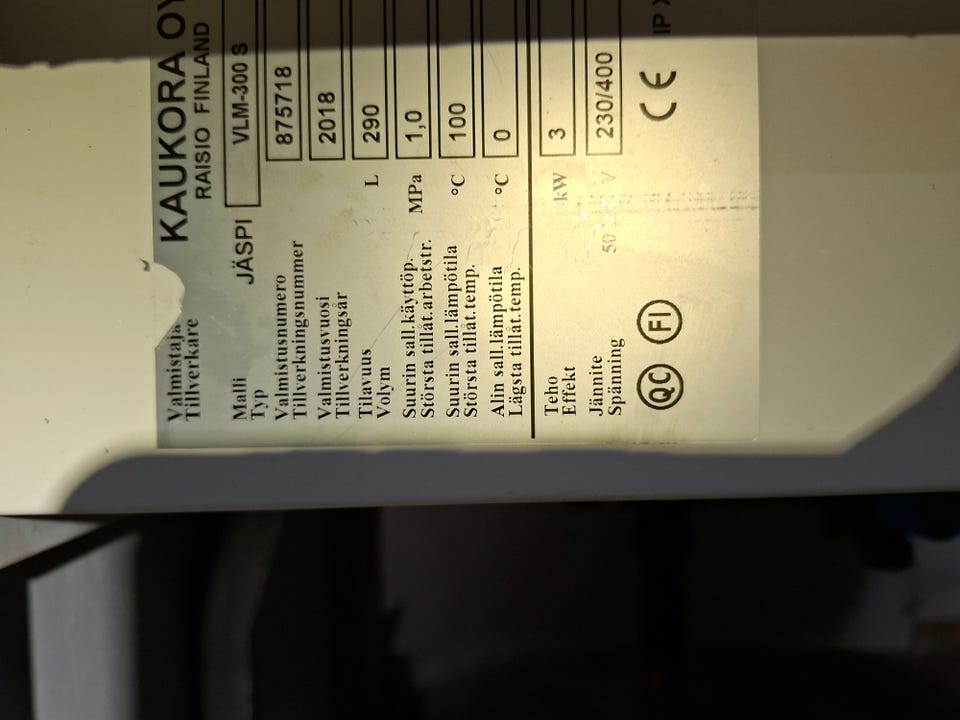 Valmistaja
Tillverkare
KAUKORA OY
RAISIO FINLAND
Malli
Typ
JÄSPI
VLM-300 S
Valmistusnumero
Tillverkningsnummer
875718
Valmistusvuosi
Tillverkningsår
2018
Tilavuus
Volym
L
290
Suurin sall.käyttöp.
Största tillåt.arbetstr.
MPa
1,0
Suurin sall.lämpötila
Största tillåt.temp.
°C
100
Alin sall.lämpötila
Lägsta tillåt.temp.
°C
0
Teho
Effekt
kW
3
Jännite
Spänning
50
V
230/400
QC
FI
CE
IP X